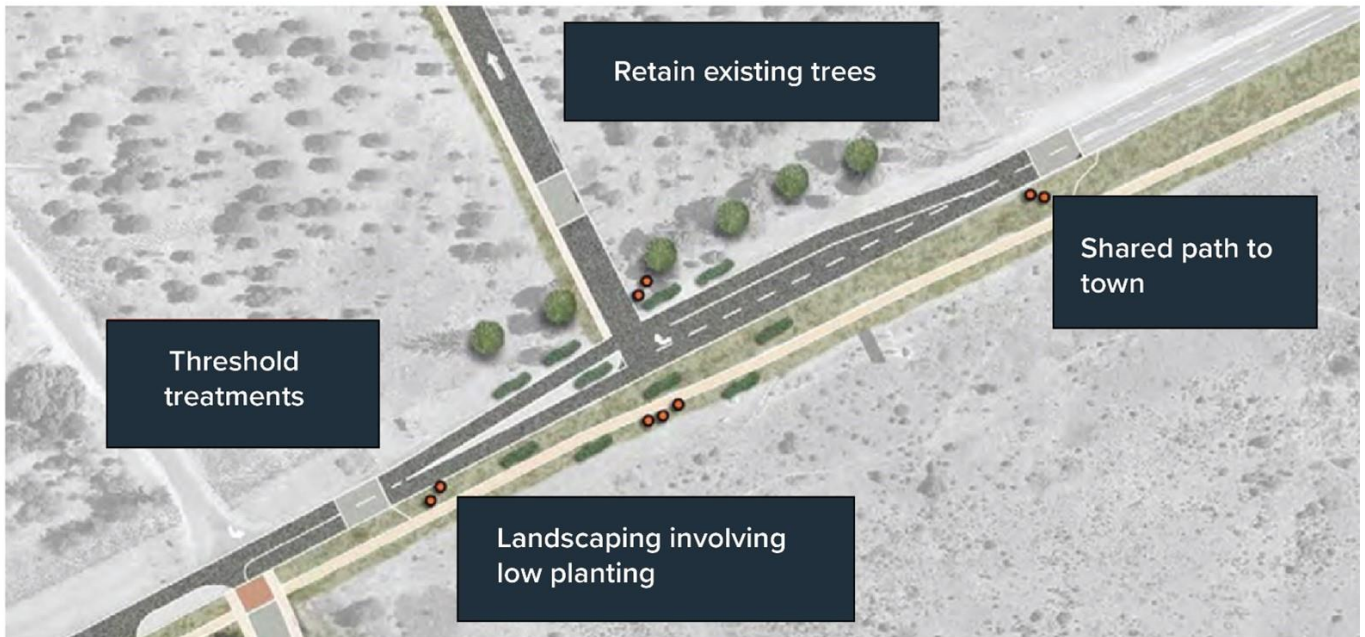 Retain existing trees
Shared path to
town
Threshold
treatments
Landscaping involving
low planting